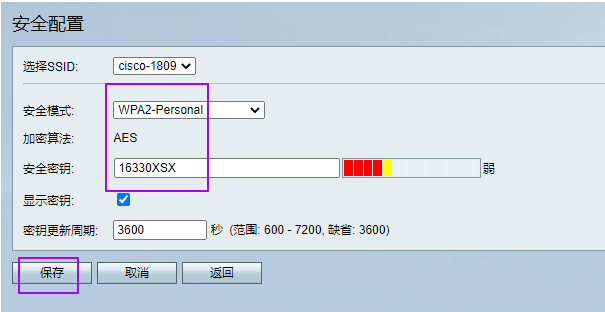 安全配置
选择SSID: cisco-1809
安全模式: WPA2-Personal
加密算法: AES
安全密钥: 16330XSX 弱
显示密钥:
密钥更新周期: 3600 秒 (范围: 600 - 7200, 缺省: 3600)
保存 取消 返回